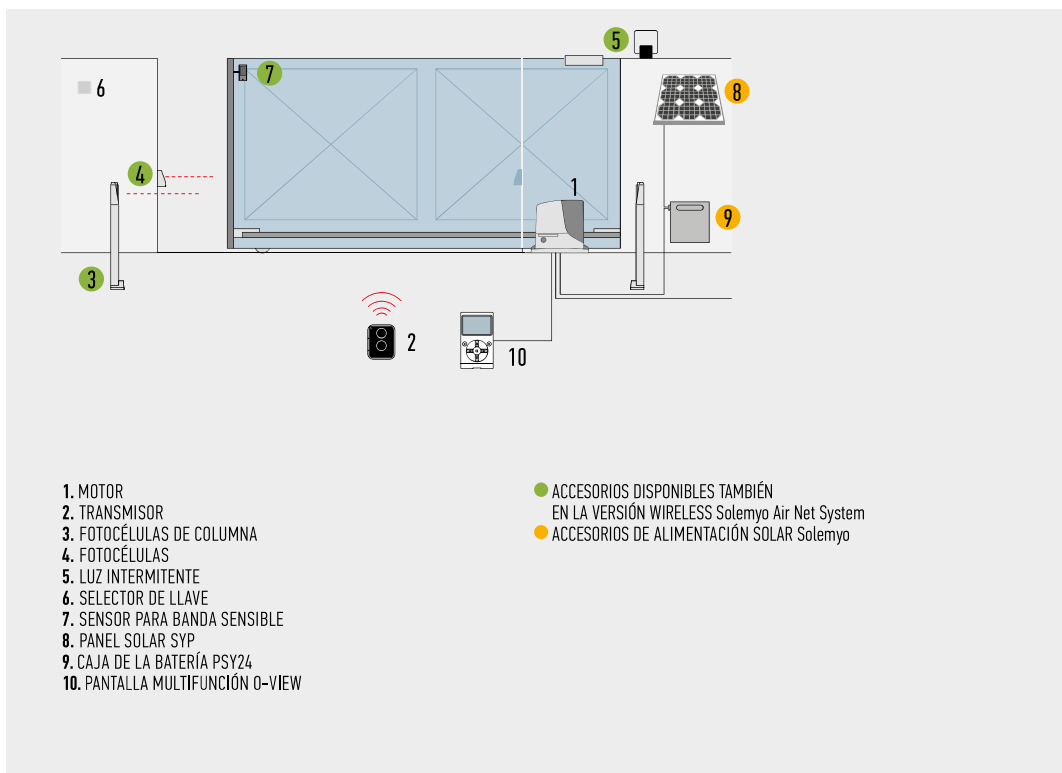 5
7
6
8
4
1
9
3
2
10
1. MOTOR
2. TRANSMISOR
3. FOTOCÉLULAS DE COLUMNA
4. FOTOCÉLULAS
5. LUZ INTERMITENTE
6. SELECTOR DE LLAVE
7. SENSOR PARA BANDA SENSIBLE
8. PANEL SOLAR SYP
9. CAJA DE LA BATERÍA PSY24
10. PANTALLA MULTIFUNCIÓN O-VIEW
ACCESORIOS DISPONIBLES TAMBIÉN
EN LA VERSIÓN WIRELESS Solemyo Air Net System
ACCESORIOS DE ALIMENTACIÓN SOLAR Solemyo